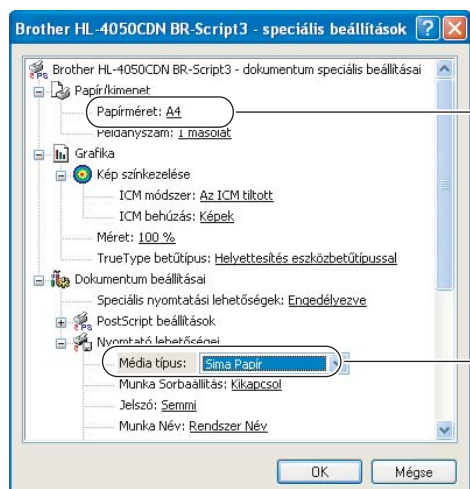 Brother HL-4050CDN BR-Script3 - speciális beállítások
Brother HL-4050CDN BR-Script3 - dokumentum speciális beállításai
Papír/kimenet
Papírméret: A4
Példányszám: 1 másolat
Grafika
Kép színkezelése
ICM módszer: Az ICM tiltott
ICM behúzás: Képek
Méret: 100 %
TrueType betűtípus: Helyettesítés eszközbetűtípussal
Dokumentum beállításai
Speciális nyomtatási lehetőségek: Engedélyezve
PostScript beállítások
Nyomtató lehetőségei
Média típus: Sima Papír
Munka Sorbaállítás: Kikapcsol
Jelszó: Semmi
Munka Név: Rendszer Név
OK Mégse